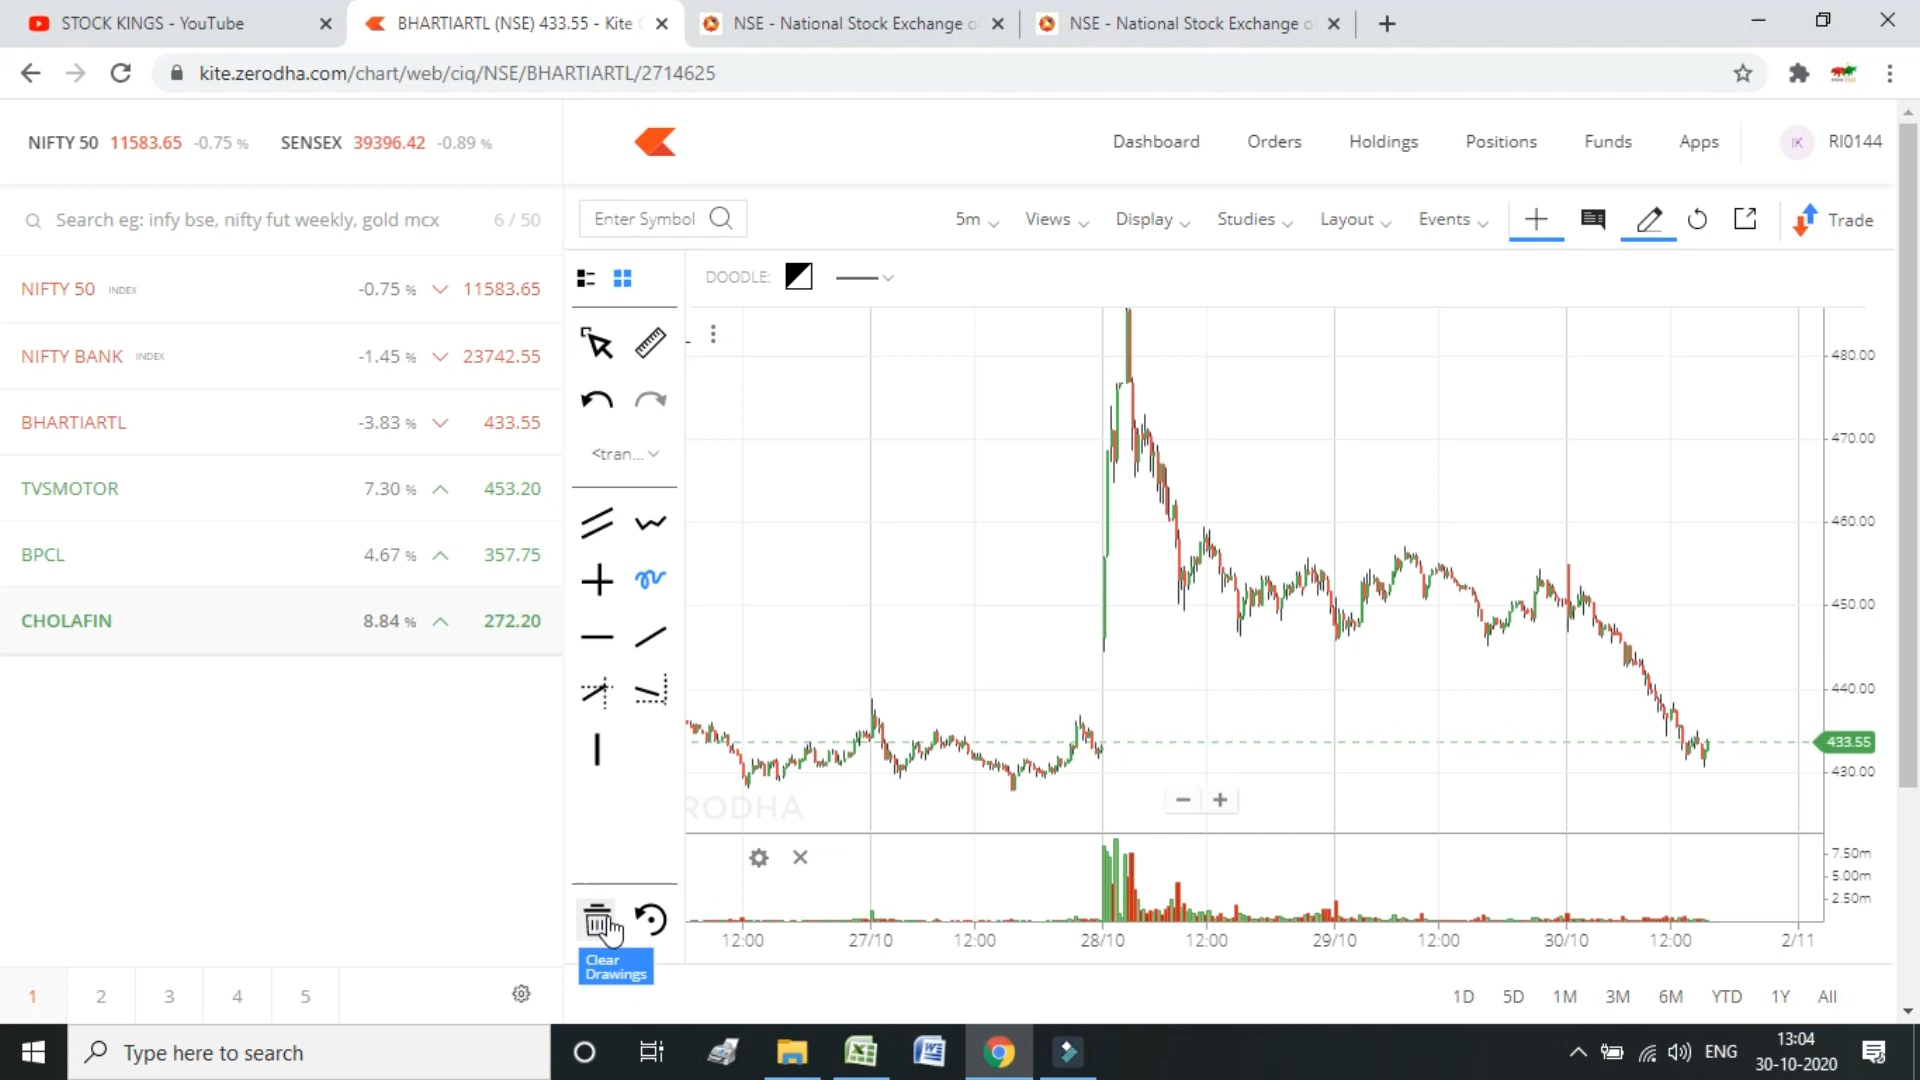 STOCK KINGS - YouTube
BHARTIARTL (NSE) 433.55 - Kite
NSE - National Stock Exchange o
NSE - National Stock Exchange o
kite.zerodha.com/chart/web/ciq/NSE/BHARTIARTL/2714625
NIFTY 50 11583.65 -0.75 % SENSEX 39396.42 -0.89 %
Dashboard Orders Holdings Positions Funds Apps IK RI0144
Search eg: infy bse, nifty fut weekly, gold mcx 6 / 50
Enter Symbol 5m Views Display Studies Layout Events Trade
NIFTY 50 INDEX -0.75 % 11583.65
NIFTY BANK INDEX -1.45 % 23742.55
BHARTIARTL -3.83 % 433.55
TVSMOTOR 7.30 % 453.20
BPCL 4.67 % 357.75
CHOLAFIN 8.84 % 272.20
DOODLE:
<tran...
480.00
470.00
460.00
450.00
440.00
433.55
430.00
RODHA
7.50m
5.00m
2.50m
12:00 27/10 12:00 28/10 12:00 29/10 12:00 30/10 12:00 2/11
Clear
Drawings
1 2 3 4 5
1D 5D 1M 3M 6M YTD 1Y All
Type here to search
ENG
13:04
30-10-2020